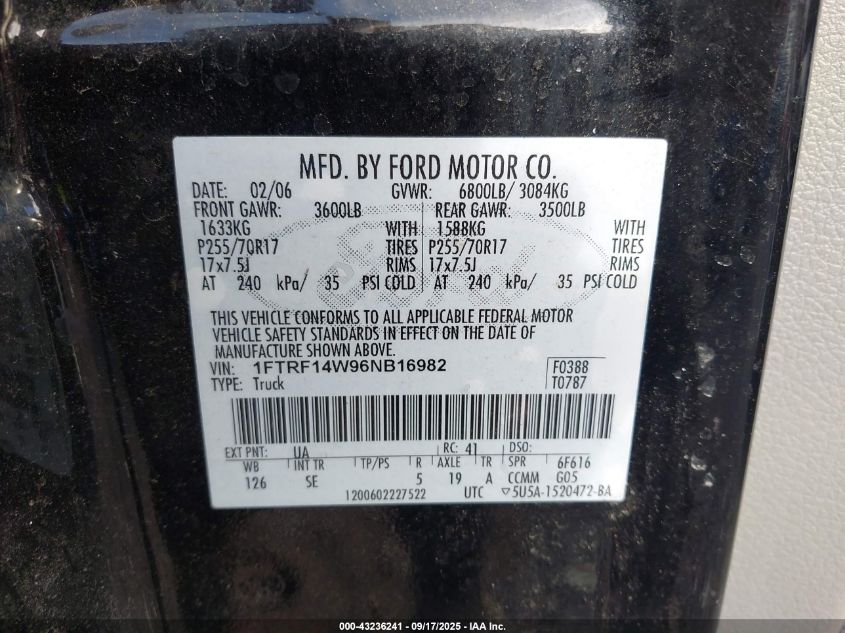 MFD. BY FORD MOTOR CO.
DATE: 02/06 GVWR: 6800LB/ 3084KG
FRONT GAWR: 3600LB REAR GAWR: 3500LB
1633KG WITH 1588KG WITH
P255/70R17 TIRES P255/70R17 TIRES
17x7.5J RIMS 17x7.5J RIMS
AT 240 kPa/ 35 PSI COLD AT 240 kPa/ 35 PSI COLD
THIS VEHICLE CONFORMS TO ALL APPLICABLE FEDERAL MOTOR
VEHICLE SAFETY STANDARDS IN EFFECT ON THE DATE OF
MANUFACTURE SHOWN ABOVE.
VIN: 1FTRF14W96NB16982 F0388
TYPE: Truck T0787
EXT PNT: UA RC: 41 DSO:
WB INT TR TP/PS R AXLE TR SPR 6F616
126 SE 5 19 A CCMM G05
1200602227522 UTC ▽5U5A-1520472-BA
000-43236241 - 09/17/2025 - IAA Inc.